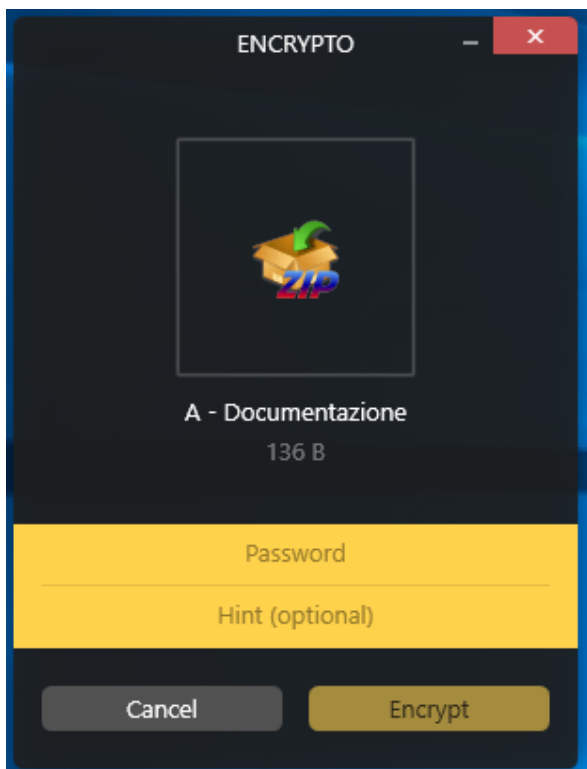 ENCRYPTO
ZIP
A - Documentazione
136 B
Password
Hint (optional)
Cancel
Encrypt